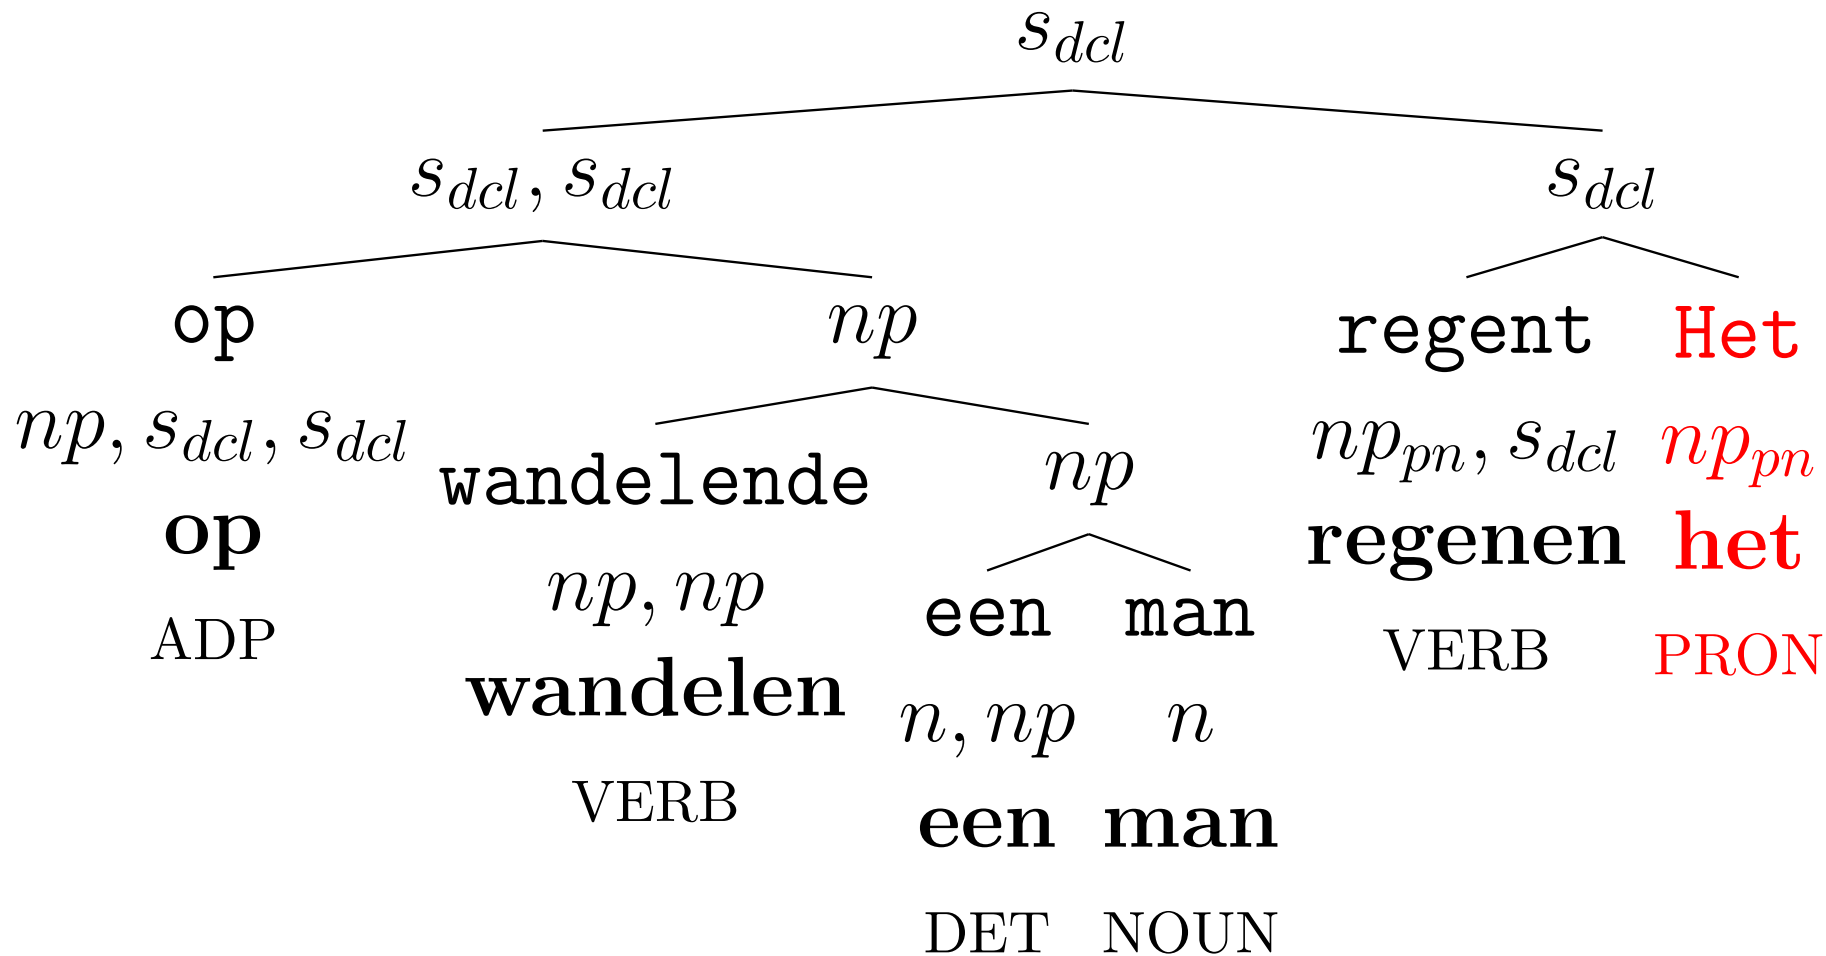 s_dcl
s_dcl, s_dcl s_dcl
op np regent Het
np, s_dcl, s_dcl wandelende np np_pn, s_dcl np_pn
op np, np een man regenen het
ADP wandelen n, np n VERB PRON
VERB een man
DET NOUN